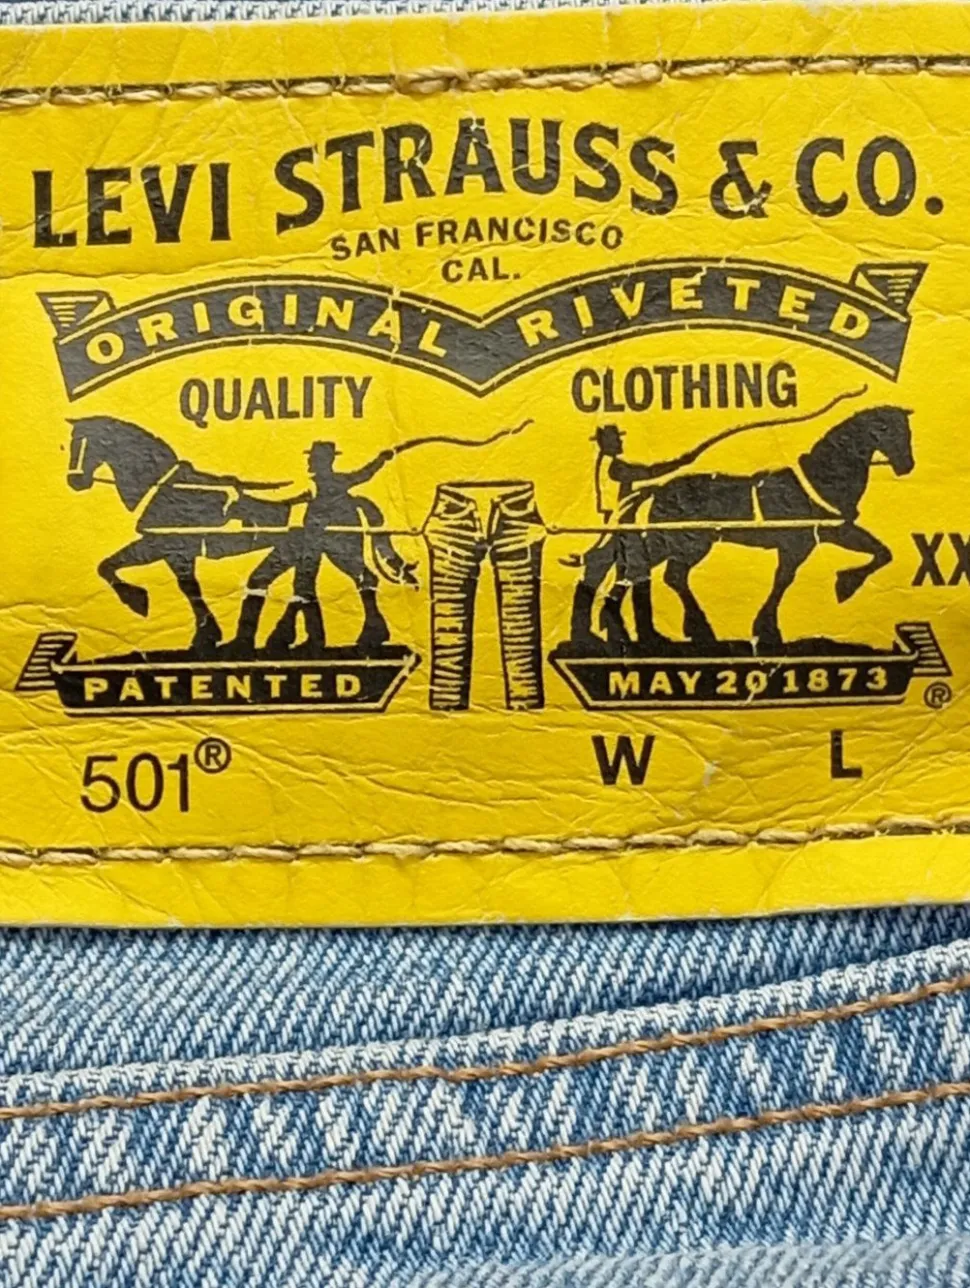 LEVI STRAUSS & CO.
SAN FRANCISCO
CAL.
ORIGINAL RIVETED
QUALITY CLOTHING
XX
PATENTED MAY 20 1873 ®
501® W L